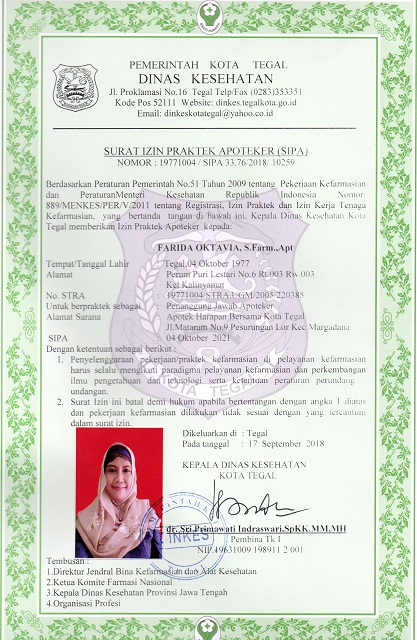 PEMERINTAH KOTA TEGAL
DINAS KESEHATAN
Jl. Proklamasi No.16 Tegal Telp/Fax (0283)353351
Kode Pos 52111 Website: dinkes.tegalkota.go.id
Email: dinkeskotategal@yahoo.co.id
SURAT IZIN PRAKTEK APOTEKER (SIPA)
NOMOR : 19771004 / SIPA 33.76/2018/ 10259
Berdasarkan Peraturan Pemerintah No.51 Tahun 2009 tentang Pekerjaan Kefarmasian
dan PeraturanMenteri Kesehatan Republik Indonesia Nomor:
889/MENKES/PER/V/2011 tentang Registrasi, Izin Praktek dan Izin Kerja Tenaga
Kefarmasian, yang bertanda tangan di bawah ini. Kepala Dinas Kesehatan Kota
Tegal memberikan Izin Praktek Apoteker kepada:
FARIDA OKTAVIA, S.Farm.,Apt
Tempat/Tanggal Lahir : Tegal,04 Oktober 1977
Alamat : Perum Puri Lestari No.6 Rt.003 Rw.003
Kel Kalinyamat
No. STRA : 19771004/STRA-UGM/2005/220385
Untuk berpraktek sebagai : Penanggung Jawab Apoteker
Alamat Sarana : Apotek Harapan Bersama Kota Tegal
Jl.Mataram No.9 Pesurungan Lor Kec Margadana
SIPA 04 Oktober 2021
Dengan ketentuan sebagai berikut :
1. Penyelenggaraan pekerjaan/praktek kefarmasian di pelayanan kefarmasian
harus selalu mengikuti paradigma pelayanan kefarmasian dan perkembangan
ilmu pengetahuan dan teknologi serta ketentuan peraturan perundang
undangan.
2. Surat Izin ini batal demi hukum apabila bertentangan dengan angka 1 diatas
dan pekerjaan kefarmasian dilakukan tidak sesuai dengan yang tercantum
dalam surat izin.
Dikeluarkan di : Tegal
Pada tanggal : 17 September 2018
KEPALA DINAS KESEHATAN
KOTA TEGAL
dr. Sri Primawati Indraswari,SpKK,MM,MH
Pembina Tk I
NIP.49631009 198911 2 001
Tembusan :
1.Direktur Jendral Bina Kefarmasian dan Alat Kesehatan
2.Ketua Komite Farmasi Nasional
3.Kepala Dinas Kesehatan Provinsi Jawa Tengah
4.Organisasi Profesi